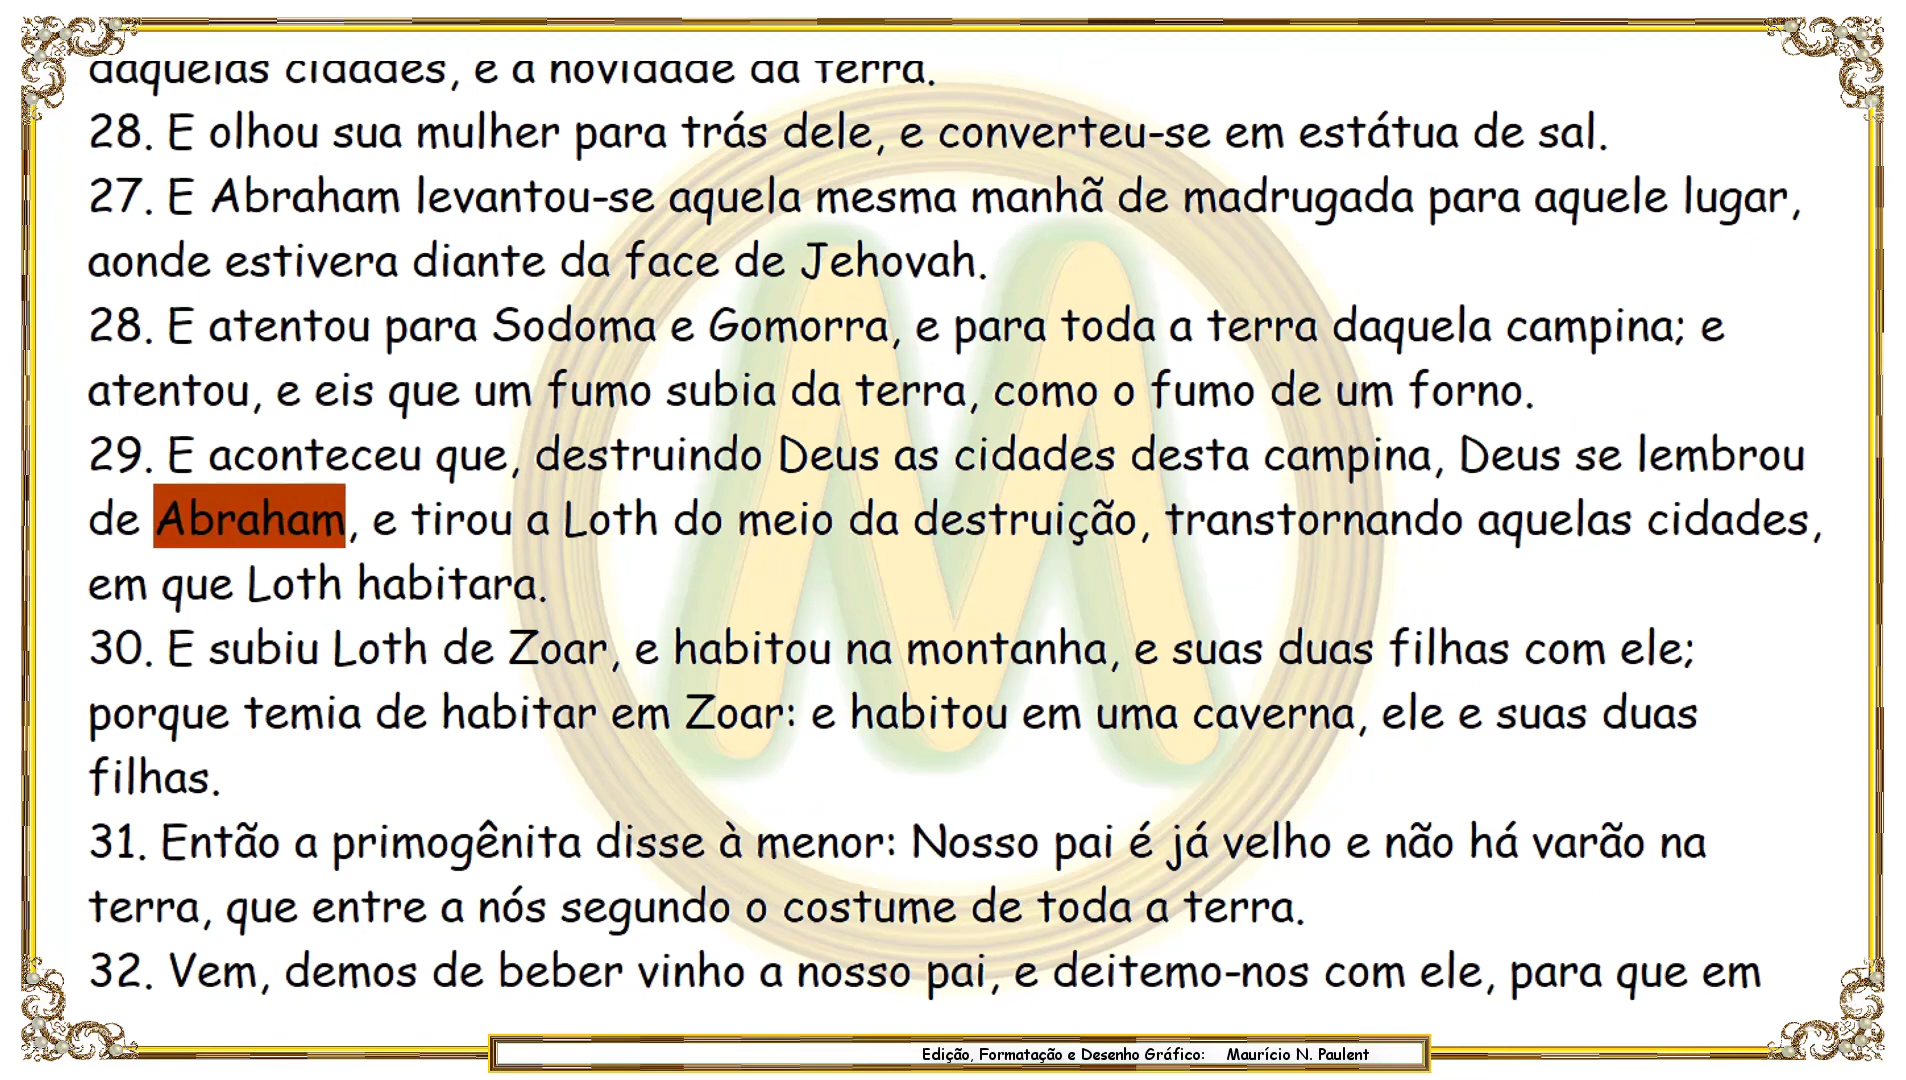 daquelas cidades, e a novidade da terra.
28. E olhou sua mulher para trás dele, e converteu-se em estátua de sal.
27. E Abraham levantou-se aquela mesma manhã de madrugada para aquele lugar,
aonde estivera diante da face de Jehovah.
28. E atentou para Sodoma e Gomorra, e para toda a terra daquela campina; e
atentou, e eis que um fumo subia da terra, como o fumo de um forno.
29. E aconteceu que, destruindo Deus as cidades desta campina, Deus se lembrou
de Abraham, e tirou a Loth do meio da destruição, transtornando aquelas cidades,
em que Loth habitara.
30. E subiu Loth de Zoar, e habitou na montanha, e suas duas filhas com ele;
porque temia de habitar em Zoar: e habitou em uma caverna, ele e suas duas
filhas.
31. Então a primogênita disse à menor: Nosso pai é já velho e não há varão na
terra, que entre a nós segundo o costume de toda a terra.
32. Vem, demos de beber vinho a nosso pai, e deitemo-nos com ele, para que em
Edição, Formatação e Desenho Gráfico: Maurício N. Paulent